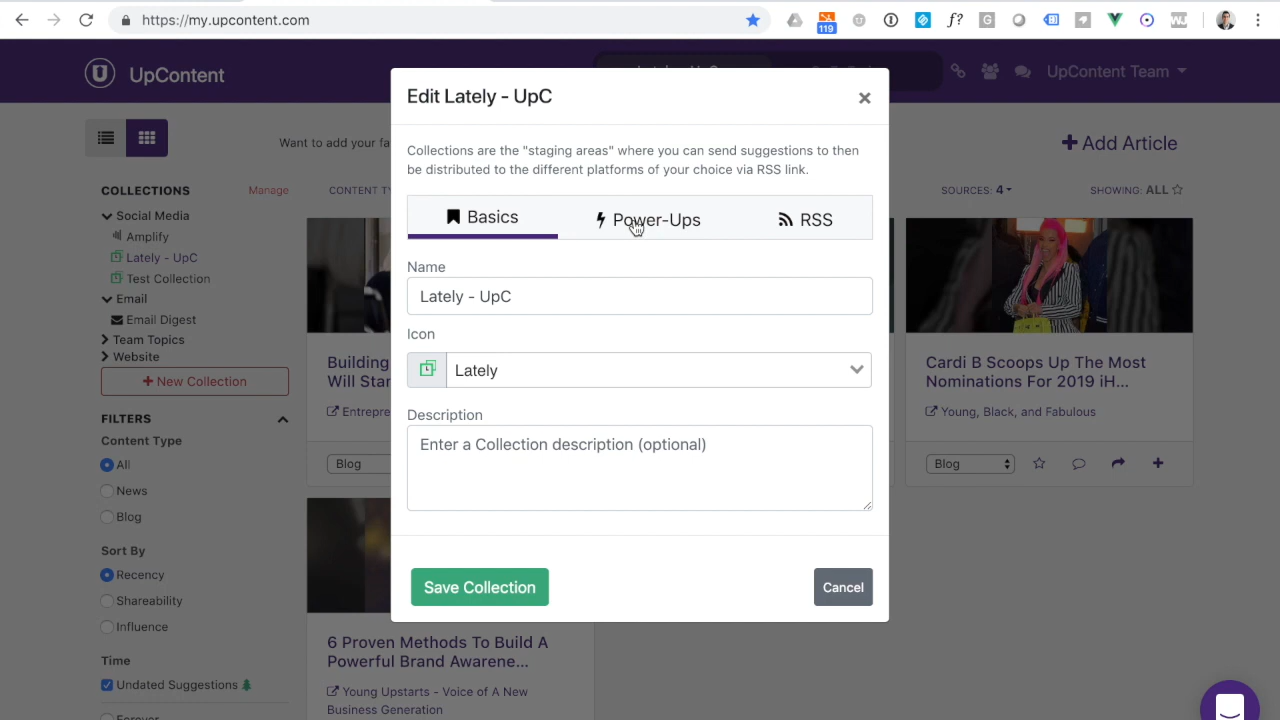 https://my.upcontent.com
119
UpContent
UpContent Team
Edit Lately - UpC
×
Collections are the "staging areas" where you can send suggestions to then
be distributed to the different platforms of your choice via RSS link.
Basics
Power-Ups
RSS
Name
Lately - UpC
Icon
Lately
Description
Enter a Collection description (optional)
Save Collection
Cancel
Want to add your fa
+ Add Article
COLLECTIONS
Manage
CONTENT TY
SOURCES: 4
SHOWING: ALL
Social Media
Amplify
Lately - UpC
Test Collection
Email
Email Digest
Team Topics
Website
+ New Collection
FILTERS
Content Type
All
News
Blog
Sort By
Recency
Shareability
Influence
Time
Undated Suggestions
Forever
Building
Will Star
Entrepre
Blog
Cardi B Scoops Up The Most
Nominations For 2019 iH...
Young, Black, and Fabulous
Blog
6 Proven Methods To Build A
Powerful Brand Awarene...
Young Upstarts - Voice of A New
Business Generation